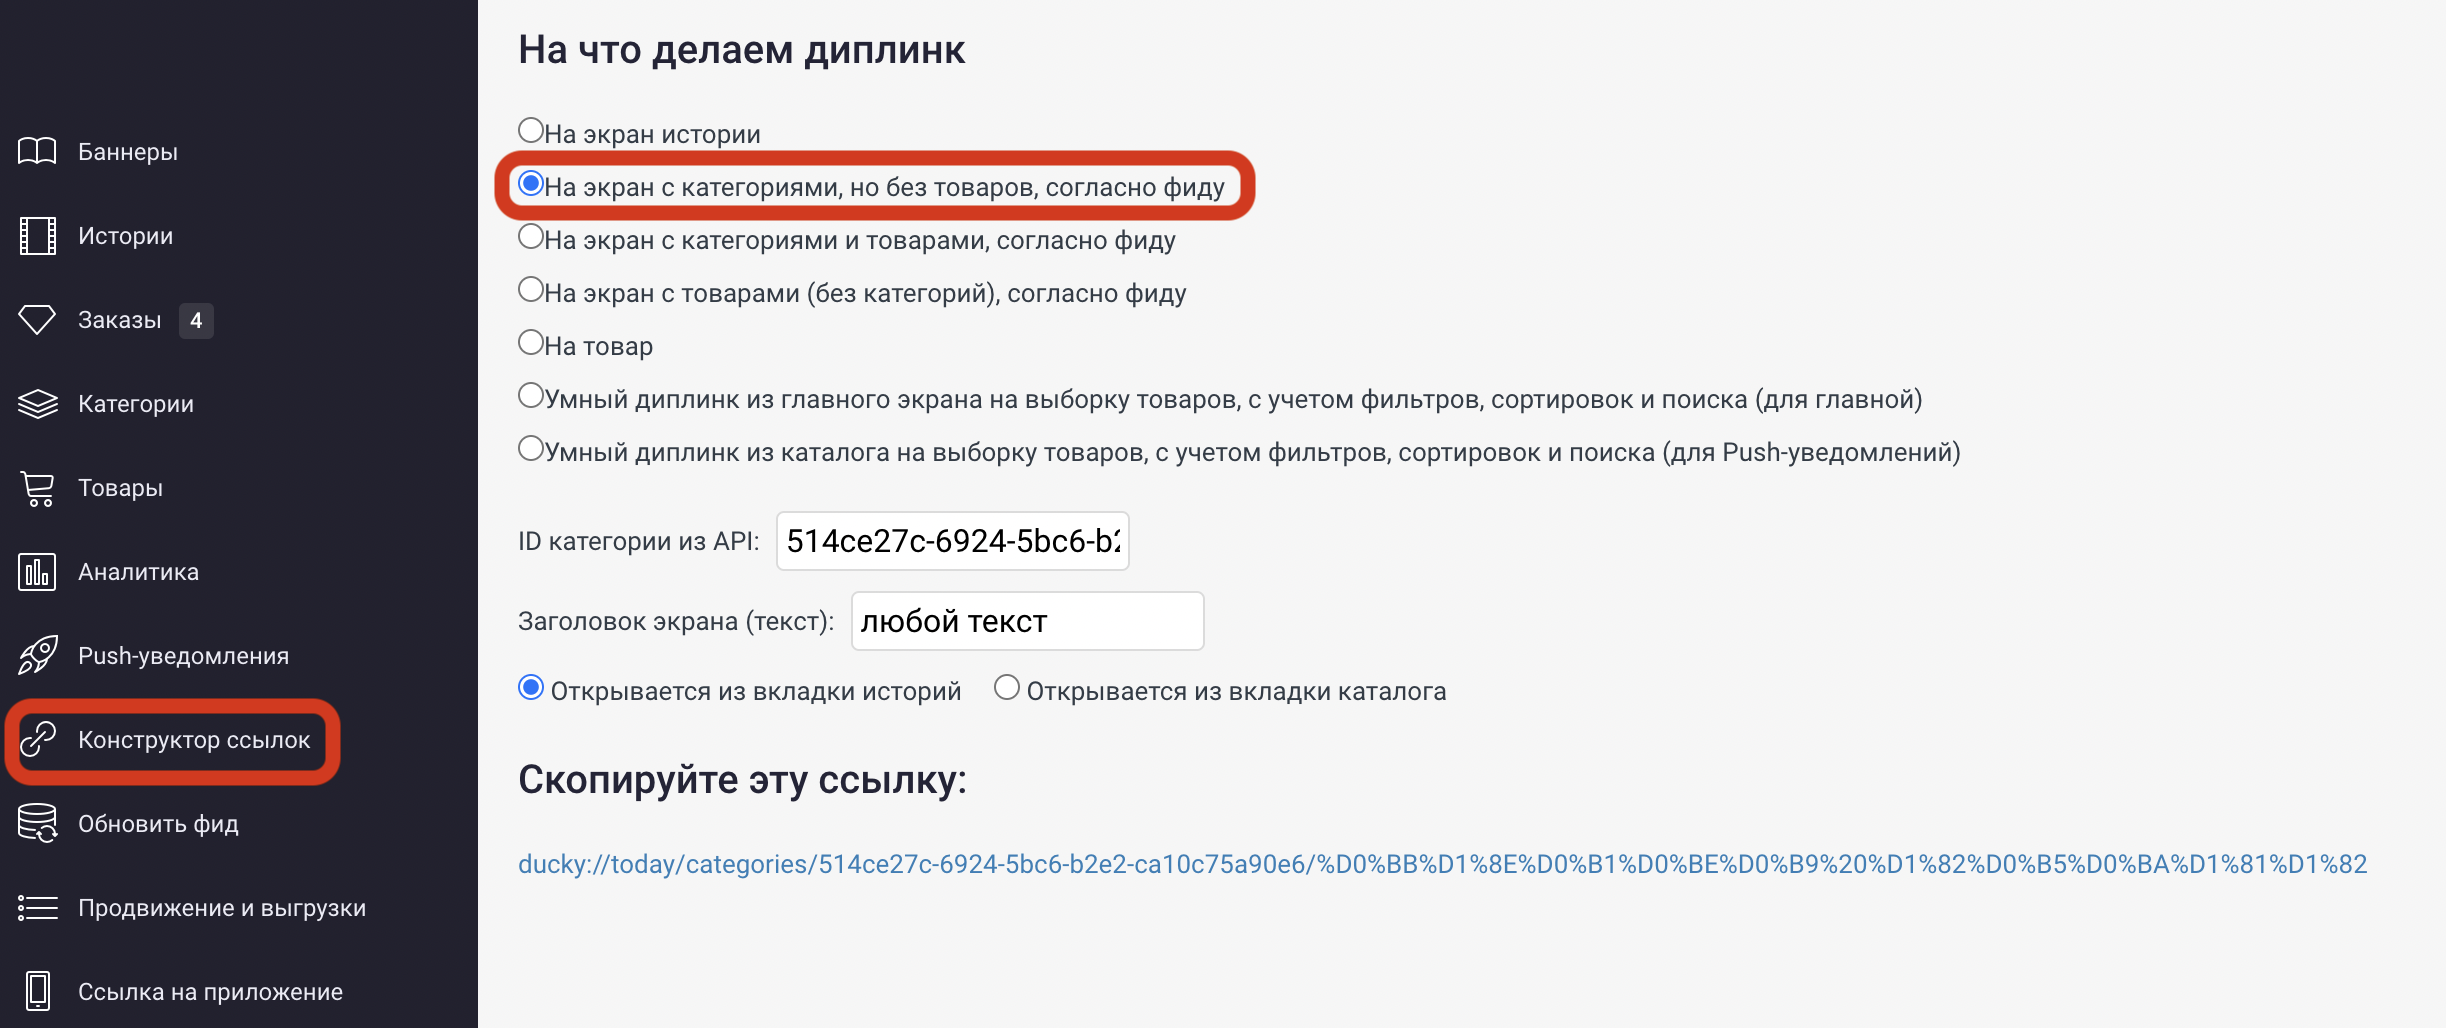 Баннеры
Истории
Заказы 4
Категории
Товары
Аналитика
Push-уведомления
Конструктор ссылок
Обновить фид
Продвижение и выгрузки
Ссылка на приложение
На что делаем диплинк
На экран истории
На экран с категориями, но без товаров, согласно фиду
На экран с категориями и товарами, согласно фиду
На экран с товарами (без категорий), согласно фиду
На товар
Умный диплинк из главного экрана на выборку товаров, с учетом фильтров, сортировок и поиска (для главной)
Умный диплинк из каталога на выборку товаров, с учетом фильтров, сортировок и поиска (для Push-уведомлений)
ID категории из API: 514ce27c-6924-5bc6-b2
Заголовок экрана (текст): любой текст
Открывается из вкладки историй Открывается из вкладки каталога
Скопируйте эту ссылку:
ducky://today/categories/514ce27c-6924-5bc6-b2e2-ca10c75a90e6/%D0%BB%D1%8E%D0%B1%D0%BE%D0%B9%20%D1%82%D0%B5%D0%BA%D1%81%D1%82